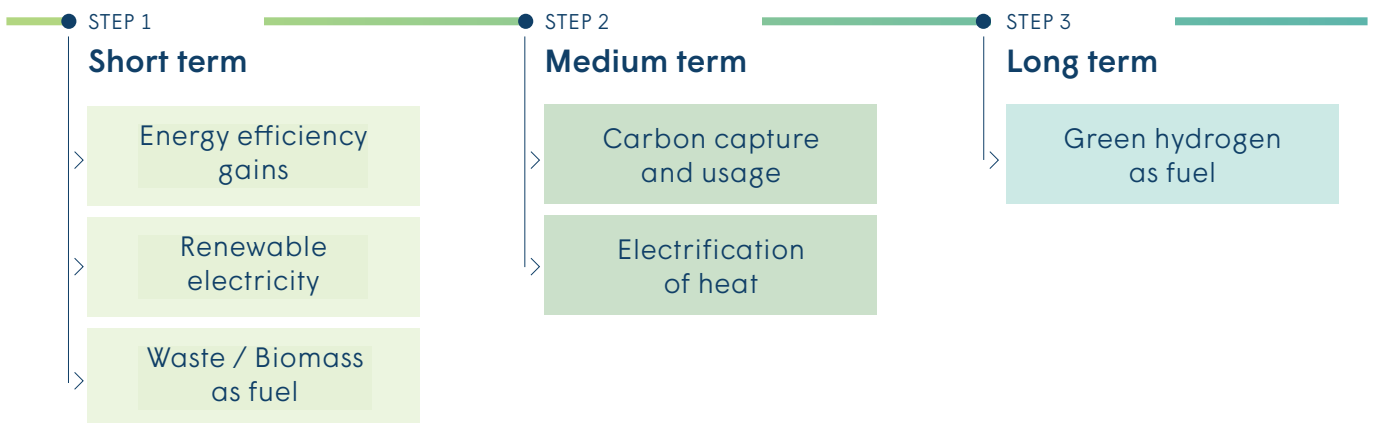 STEP 1
Short term
Energy efficiency
gains
Renewable
electricity
Waste / Biomass
as fuel
STEP 2
Medium term
Carbon capture
and usage
Electrification
of heat
STEP 3
Long term
Green hydrogen
as fuel